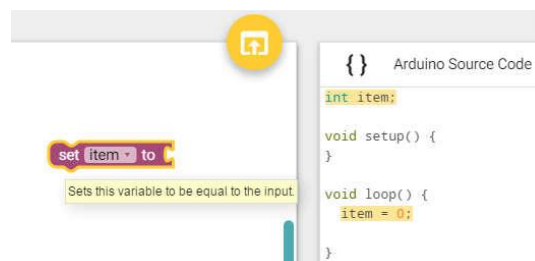 { } Arduino Source Code
int item;
void setup() {
}
set item to
Sets this variable to be equal to the input.
void loop() {
item = 0;
}